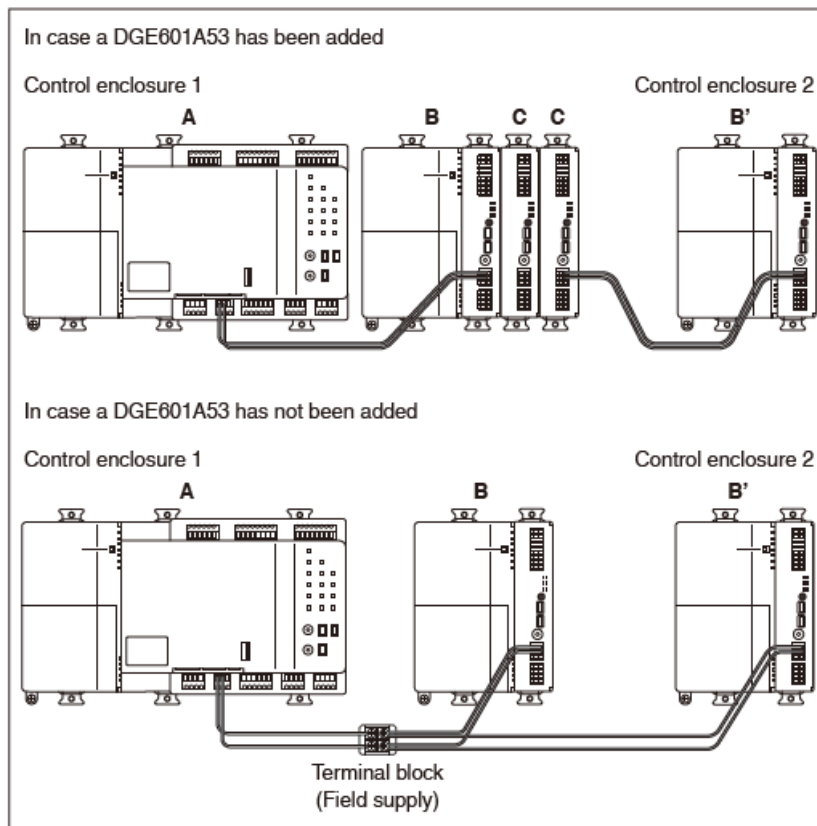 In case a DGE601A53 has been added
Control enclosure 1
Control enclosure 2
A
B
C
C
B'
In case a DGE601A53 has not been added
Control enclosure 1
Control enclosure 2
A
B
B'
Terminal block
(Field supply)